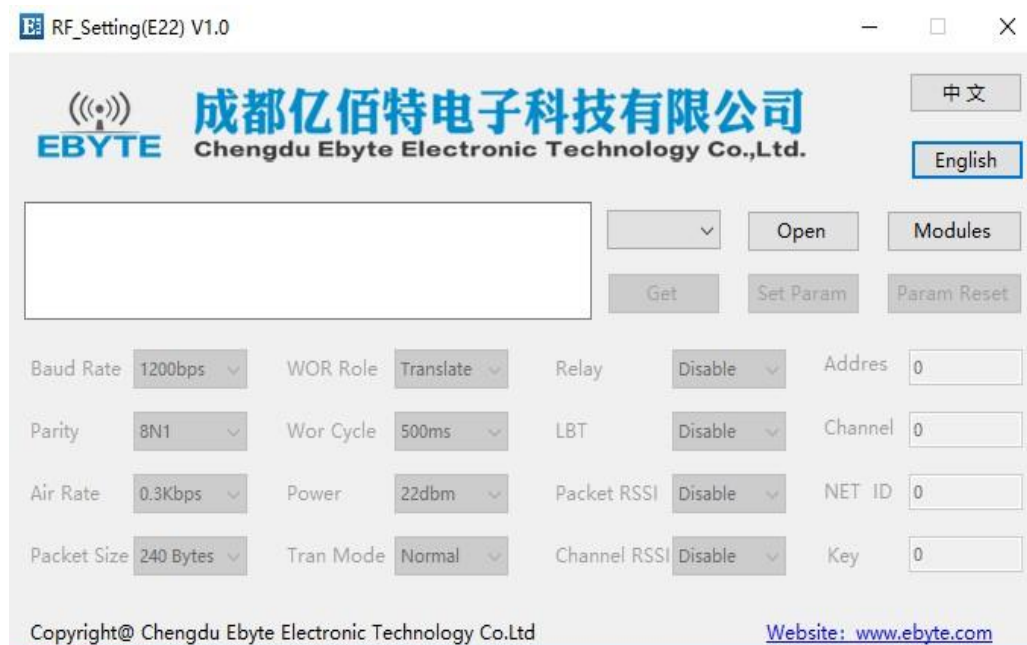 RF_Setting(E22) V1.0
EBYTE
成都亿佰特电子科技有限公司
Chengdu Ebyte Electronic Technology Co.,Ltd.
中文
English
Open
Modules
Get
Set Param
Param Reset
Baud Rate 1200bps WOR Role Translate Relay Disable Addres 0
Parity 8N1 Wor Cycle 500ms LBT Disable Channel 0
Air Rate 0.3Kbps Power 22dbm Packet RSSI Disable NET ID 0
Packet Size 240 Bytes Tran Mode Normal Channel RSSI Disable Key 0
Copyright@ Chengdu Ebyte Electronic Technology Co.Ltd Website: www.ebyte.com